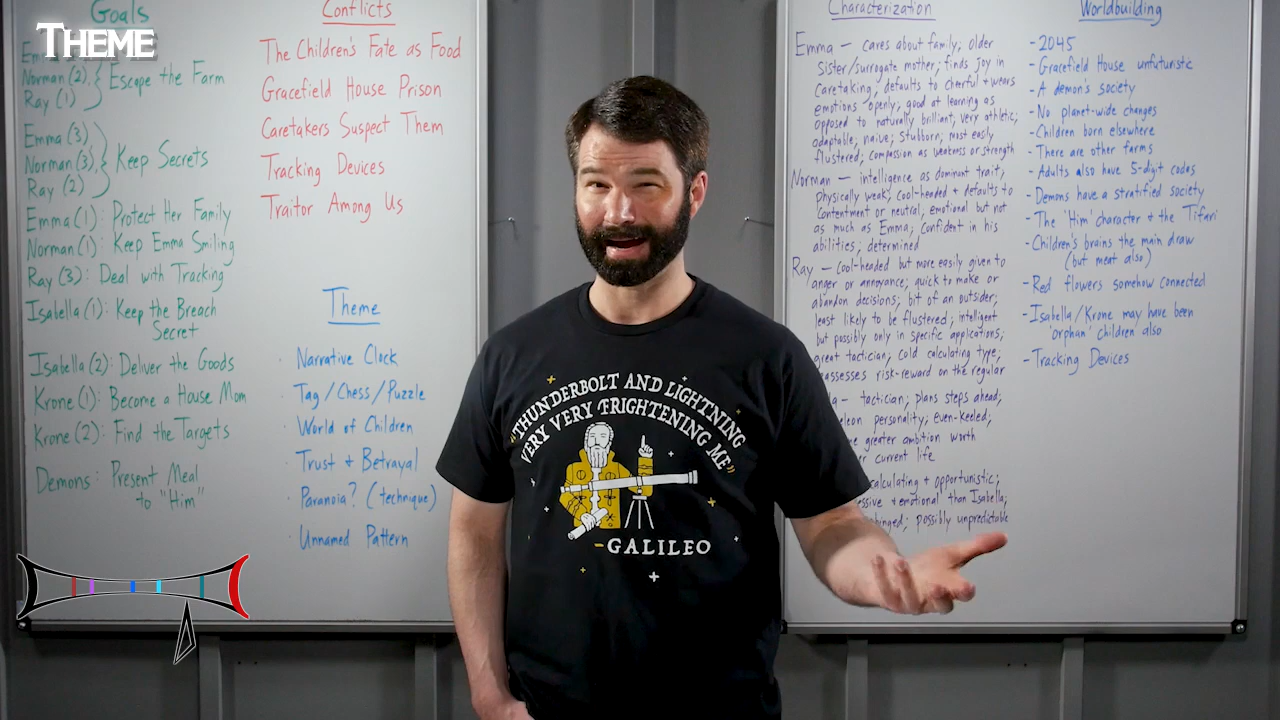 Goals
THEME
Norman (2)
Ray (1)
Escape the Farm
Emma (3)
Norman (3)
Ray (2)
Keep Secrets
Emma (1): Protect Her Family
Norman (1): Keep Emma Smiling
Ray (3): Deal with Tracking
Isabella (1): Keep the Breach
Secret
Isabella (2): Deliver the Goods
Krone (1): Become a House Mom
Krone (2): Find the Targets
Demons: Present Meal
to "Him"
Conflicts
The Children's Fate as Food
Gracefield House Prison
Caretakers Suspect Them
Tracking Devices
Traitor Among Us
Theme
· Narrative Clock
· Tag/Chess/Puzzle
· World of Children
· Trust + Betrayal
· Paranoia? (technique)
· Unnamed Pattern
"THUNDERBOLT AND LIGHTNING
VERY VERY FRIGHTENING ME"
-GALILEO
Characterization
Emma – cares about family; older
sister/surrogate mother; finds joy in
caretaking; defaults to cheerful + wears
emotions openly; good at learning as
opposed to naturally brilliant; very athletic;
adaptable; naive; stubborn; most easily
flustered; compassion as weakness or strength
Norman – intelligence as dominant trait;
physically weak; cool-headed + defaults to
contentment or neutral, emotional but not
as much as Emma; confident in his
abilities; determined
Ray – cool-headed but more easily given to
anger or annoyance; quick to make or
abandon decisions; bit of an outsider;
least likely to be flustered; intelligent
but possibly only in specific applications;
great tactician; cold calculating type;
assesses risk-reward on the regular
– tactician; plans steps ahead;
personality; even-keeled;
greater ambition worth
current life
calculating + opportunistic;
+ emotional than Isabella;
possibly unpredictable
Worldbuilding
- 2045
- Gracefield House unfuturistic
- A demon's society
- No planet-wide changes
- Children born elsewhere
- There are other farms
- Adults also have 5-digit codes
- Demons have a stratified society
- The 'Him' character + the 'Tifari'
- Children's brains the main draw
(but meat also)
- Red flowers somehow connected
- Isabella/Krone may have been
'orphan' children also
- Tracking Devices